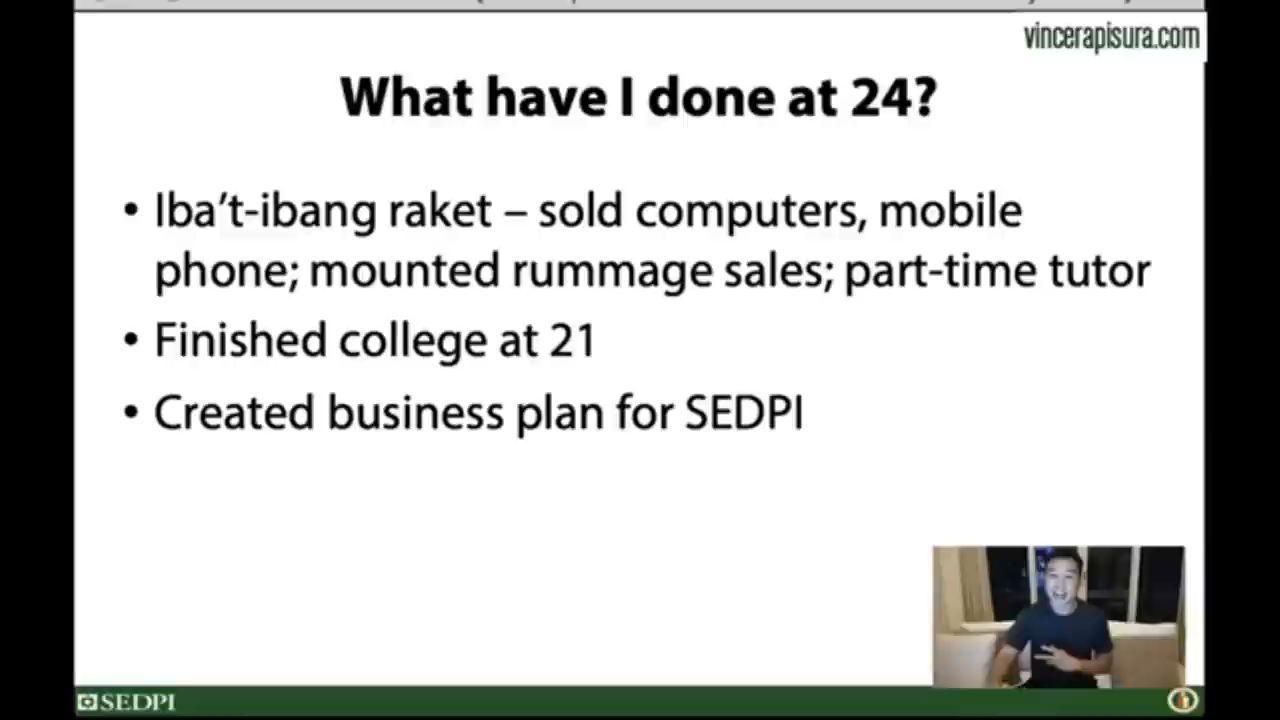 vincerapisura.com
What have I done at 24?
• Iba’t-ibang raket – sold computers, mobile
phone; mounted rummage sales; part-time tutor
• Finished college at 21
• Created business plan for SEDPI
SEDPI